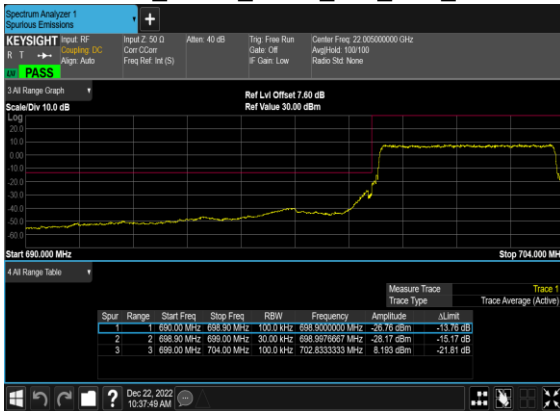 Spectrum Analyzer 1
Spurious Emissions
KEYSIGHT Input: RF Input Z: 50 Ω Atten: 40 dB Trig: Free Run Center Freq: 22.005000000 GHz
R T Coupling: DC Corr CCorr Gate: Off Avg|Hold: 100/100
Align: Auto Freq Ref: Int (S) IF Gain: Low Radio Std: None
PASS
3 All Range Graph
Ref Lvl Offset 7.60 dB
Scale/Div 10.0 dB Ref Value 30.00 dBm
Log
20.0
10.0
0.00
-10.0
-20.0
-30.0
-40.0
-50.0
-60.0
Start 690.000 MHz Stop 704.000 MH
4 All Range Table
Measure Trace Trace 1
Trace Type Trace Average (Active)
Spur Range Start Freq Stop Freq RBW Frequency Amplitude ΔLimit
1 1 690.00 MHz 698.90 MHz 100.0 kHz 698.9000000 MHz -26.76 dBm -13.76 dB
2 2 698.90 MHz 699.00 MHz 30.00 kHz 698.9976667 MHz -28.17 dBm -15.17 dB
3 3 699.00 MHz 704.00 MHz 100.0 kHz 702.8333333 MHz 8.193 dBm -21.81 dB
? Dec 22, 2022
10:37:49 AM